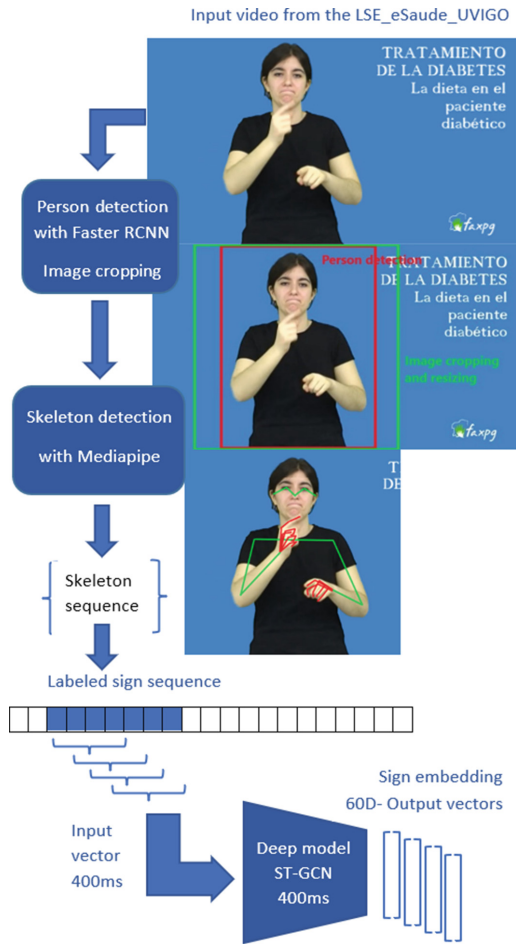 Input video from the LSE_eSaude_UVIGO
TRATAMIENTO
DE LA DIABETES
La dieta en el
paciente
diabético
faxpg
Person detection
with Faster RCNN
Image cropping
Person detection
TRATAMIENTO
DE LA DIABETES
La dieta en el
paciente
diabético
Image cropping
and resizing
faxpg
Skeleton detection
with Mediapipe
T
DE
Skeleton
sequence
Labeled sign sequence
Sign embedding
60D- Output vectors
Input
vector
400ms
Deep model
ST-GCN
400ms